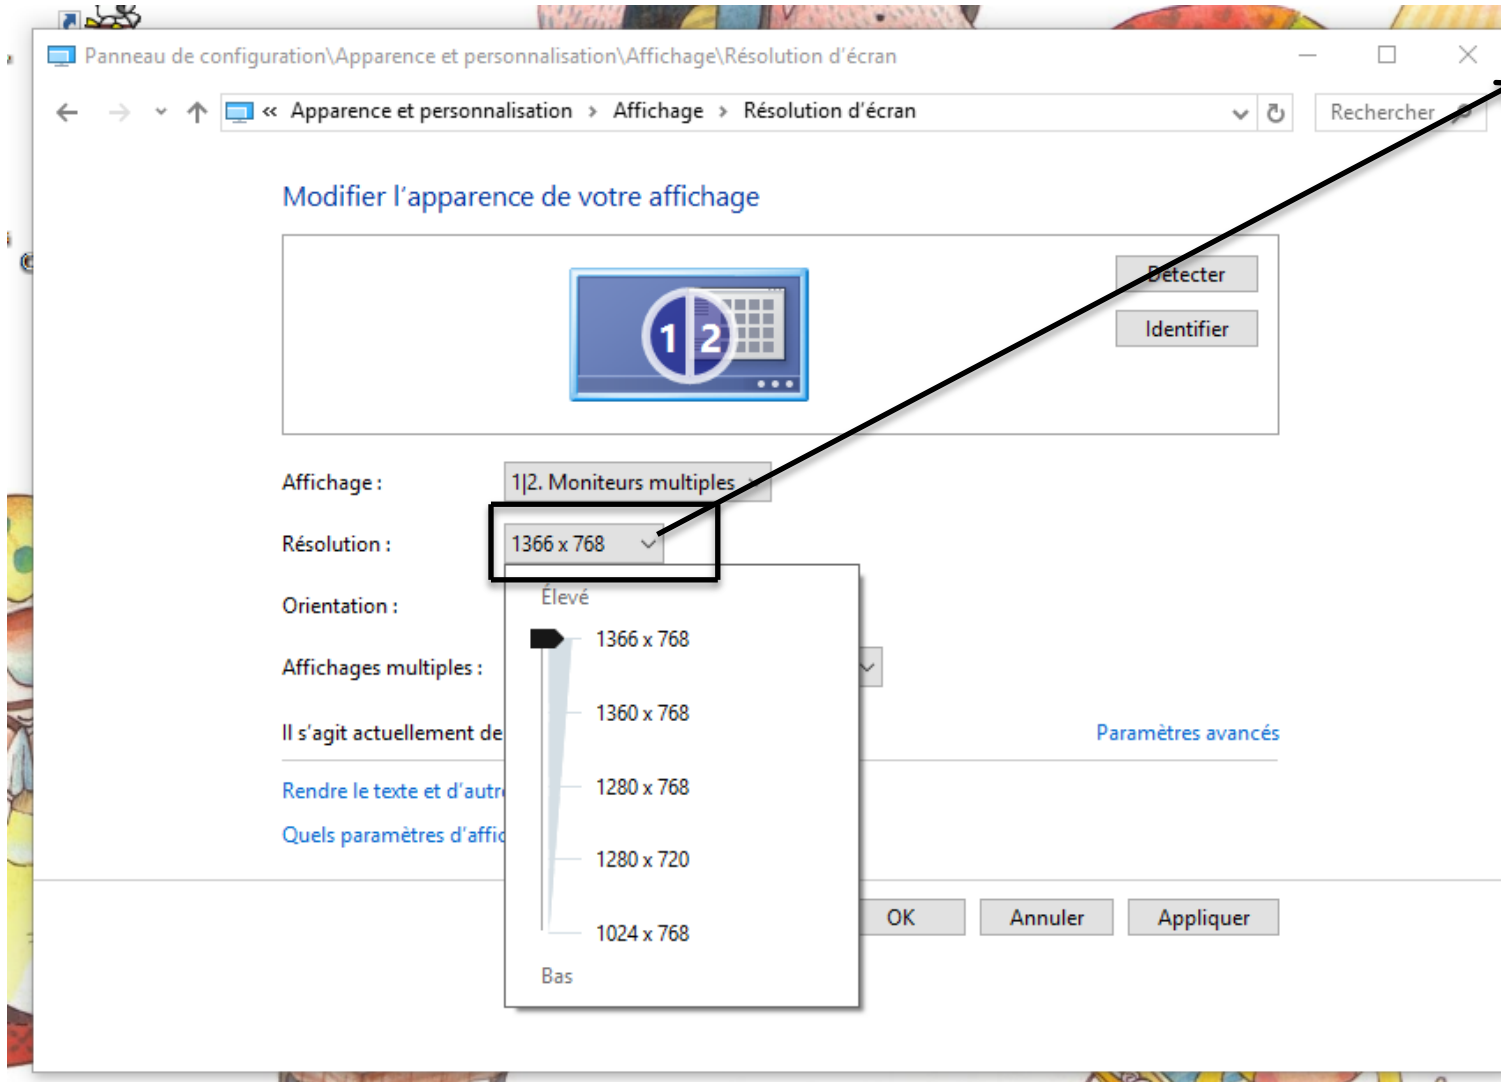 Panneau de configuration\Apparence et personnalisation\Affichage\Résolution d'écran
« Apparence et personnalisation > Affichage > Résolution d'écran
Rechercher
Modifier l'apparence de votre affichage
1 2
Détecter
Identifier
Affichage :
1|2. Moniteurs multiples
Résolution :
1366 x 768
Orientation :
Élevé
1366 x 768
Affichages multiples :
1360 x 768
Il s'agit actuellement de
Paramètres avancés
Rendre le texte et d'autr
1280 x 768
Quels paramètres d'affic
1280 x 720
1024 x 768
Bas
OK
Annuler
Appliquer